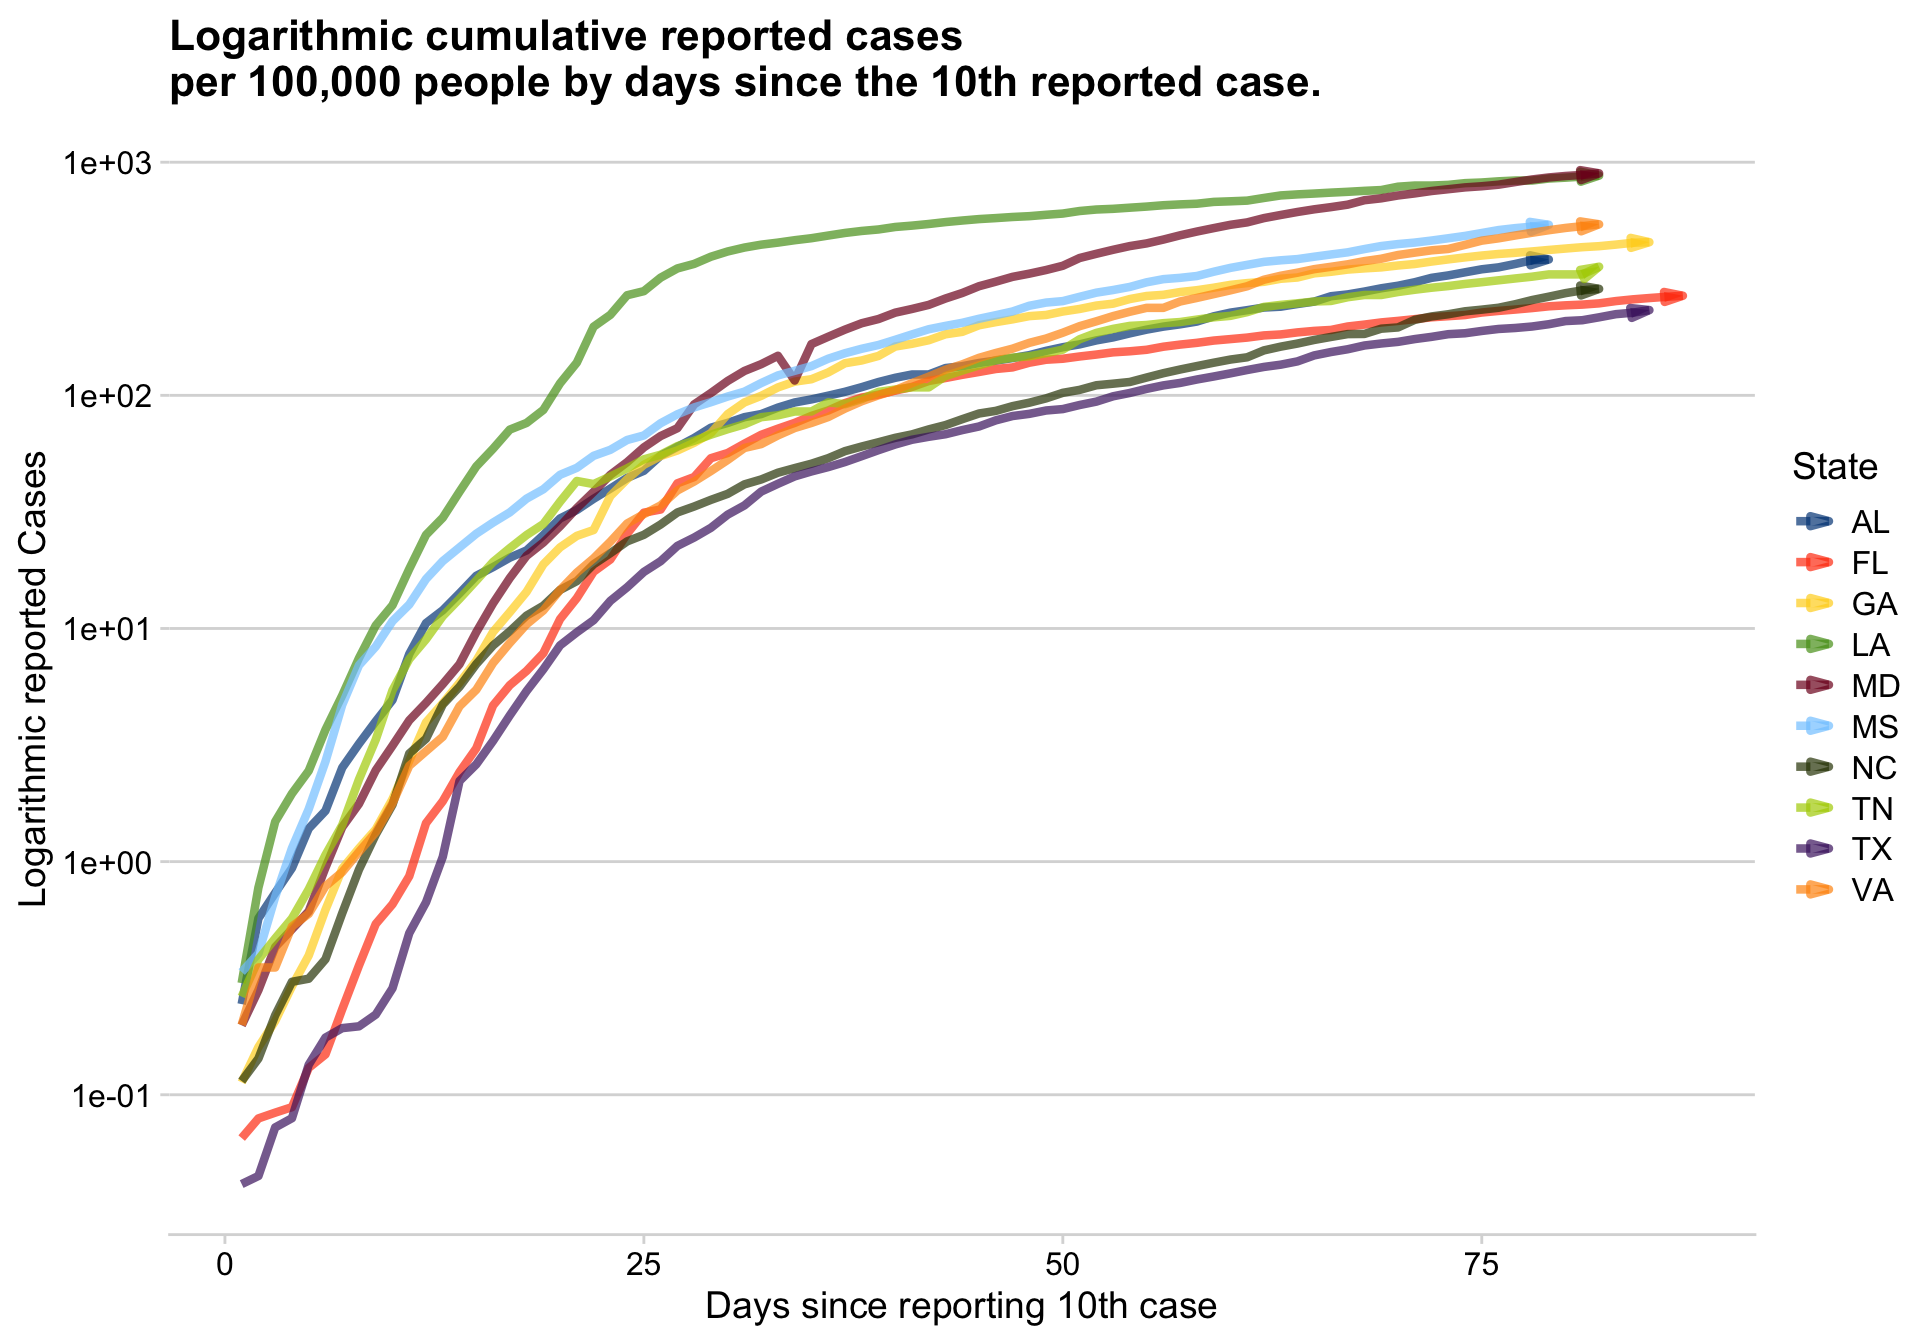 Logarithmic cumulative reported cases
per 100,000 people by days since the 10th reported case.
1e+03
1e+02
1e+01
1e+00
1e-01
Logarithmic reported Cases
0
25
50
75
Days since reporting 10th case
State
AL
FL
GA
LA
MD
MS
NC
TN
TX
VA